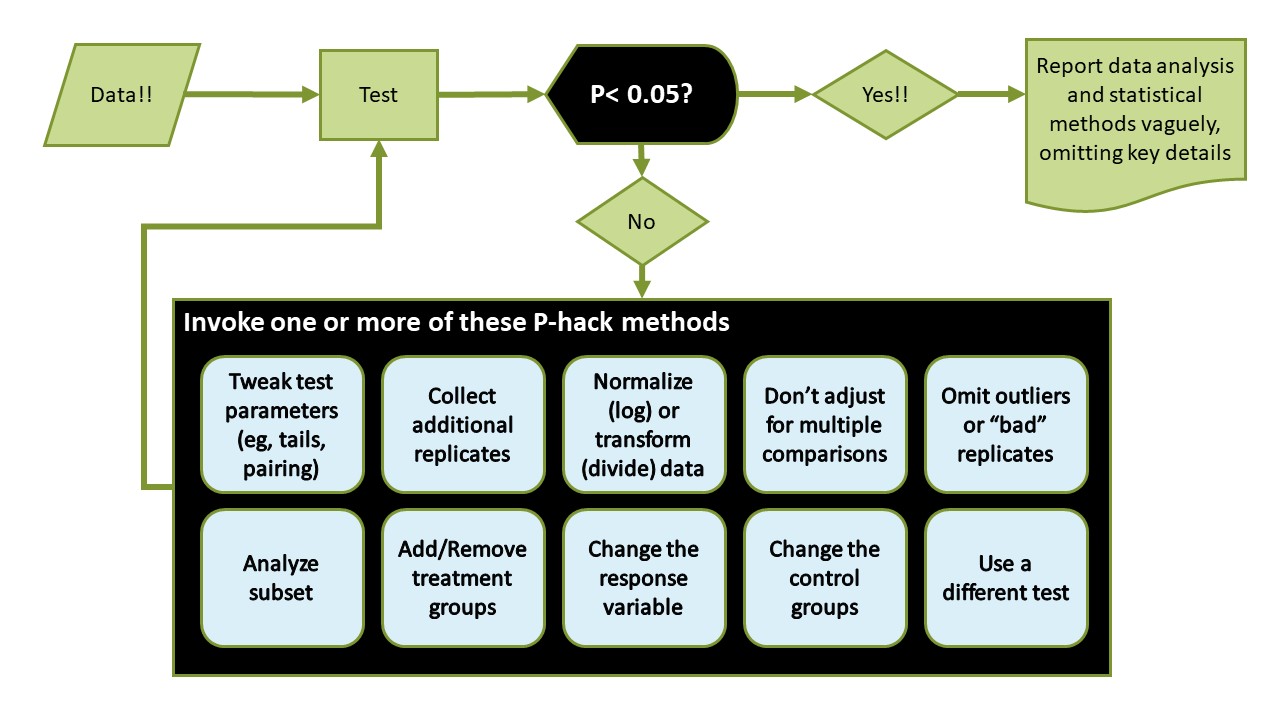 Data!!
Test
P< 0.05?
Yes!!
Report data analysis
and statistical
methods vaguely,
omitting key details
No
Invoke one or more of these P-hack methods
Tweak test
parameters
(eg, tails,
pairing)
Collect
additional
replicates
Normalize
(log) or
transform
(divide) data
Don’t adjust
for multiple
comparisons
Omit outliers
or “bad”
replicates
Analyze
subset
Add/Remove
treatment
groups
Change the
response
variable
Change the
control
groups
Use a
different test